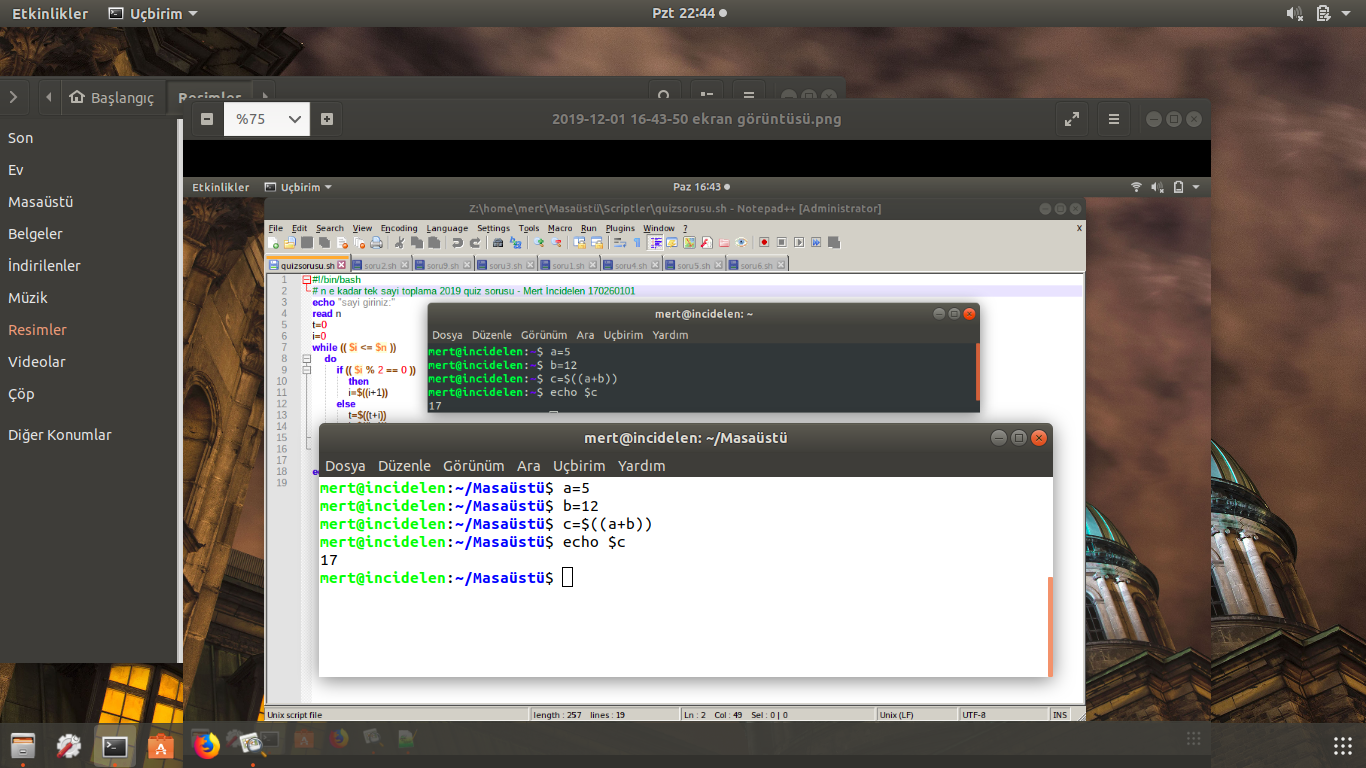 Etkinlikler Uçbirim Pzt 22:44
Başlangıç Resimler
%75 2019-12-01 16-43-50 ekran görüntüsü.png
Son
Ev
Masaüstü
Belgeler
İndirilenler
Müzik
Resimler
Videolar
Çöp
Diğer Konumlar
Etkinlikler Uçbirim Paz 16:43
Z:\home\mert\Masaüstü\Scriptler\quizsorusu.sh - Notepad++ [Administrator]
File Edit Search View Encoding Language Settings Tools Macro Run Plugins Window ? X
quizsorusu.sh soru2.sh soru9.sh soru3.sh soru1.sh soru4.sh soru5.sh soru6.sh
1 #!/bin/bash
2 # n e kadar tek sayi toplama 2019 quiz sorusu - Mert İncidelen 170260101
3 echo "sayi giriniz:"
4 read n
5 t=0
6 i=0
7 while (( $i <= $n ))
8 do
9 if (( $i % 2 == 0 ))
10 then
11 i=$((i+1))
12 else
13 t=$((t+i))
14
15
16
17
18
19
mert@incidelen: ~
Dosya Düzenle Görünüm Ara Uçbirim Yardım
mert@incidelen:~$ a=5
mert@incidelen:~$ b=12
mert@incidelen:~$ c=$((a+b))
mert@incidelen:~$ echo $c
17
mert@incidelen: ~/Masaüstü
Dosya Düzenle Görünüm Ara Uçbirim Yardım
mert@incidelen:~/Masaüstü$ a=5
mert@incidelen:~/Masaüstü$ b=12
mert@incidelen:~/Masaüstü$ c=$((a+b))
mert@incidelen:~/Masaüstü$ echo $c
17
mert@incidelen:~/Masaüstü$
Unix script file length : 257 lines : 19 Ln : 2 Col : 49 Sel : 0 | 0 Unix (LF) UTF-8 INS